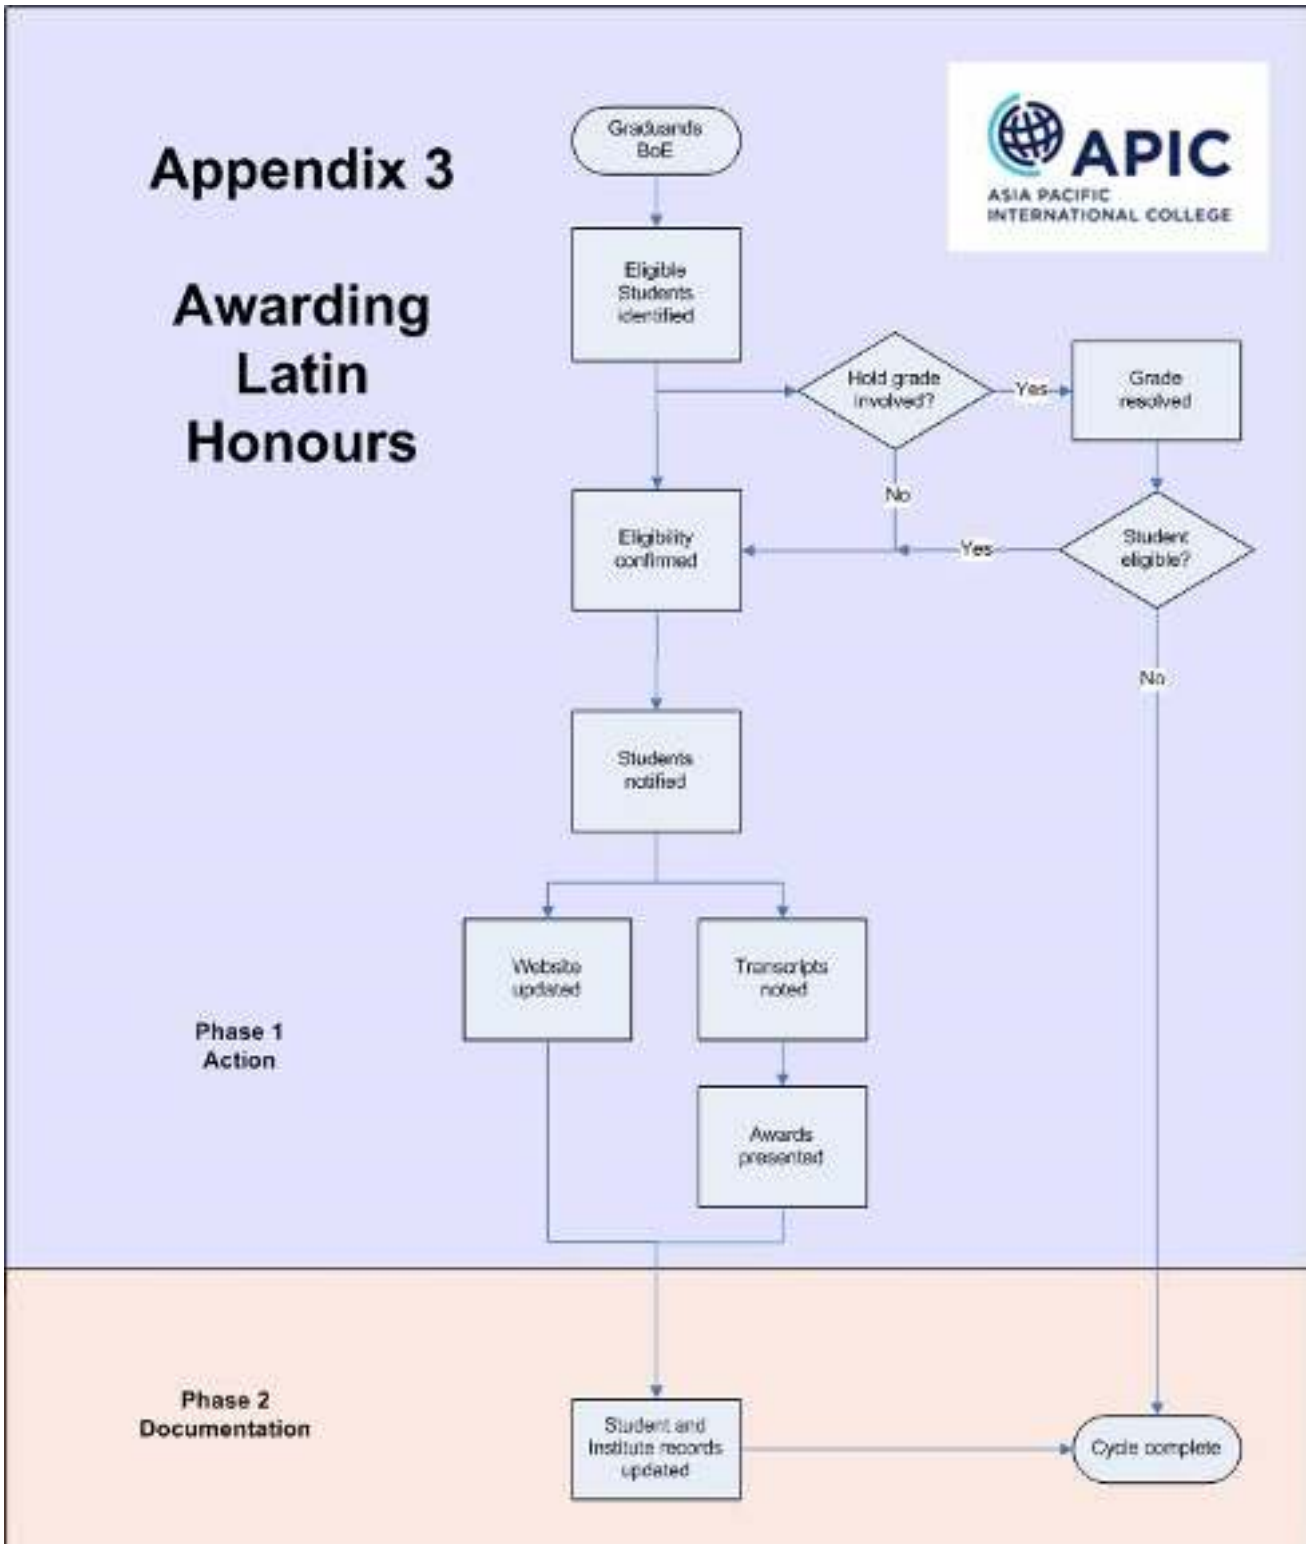 Appendix 3
Awarding
Latin
Honours
APIC
ASIA PACIFIC
INTERNATIONAL COLLEGE
Graduands
BoE
Eligible
Students
identified
Hold grade
involved?
Yes
Grade
resolved
No
Eligibility
confirmed
Yes
Student
eligible?
No
Students
notified
Website
updated
Transcripts
noted
Phase 1
Action
Awards
presented
Phase 2
Documentation
Student and
Institute records
updated
Cycle complete